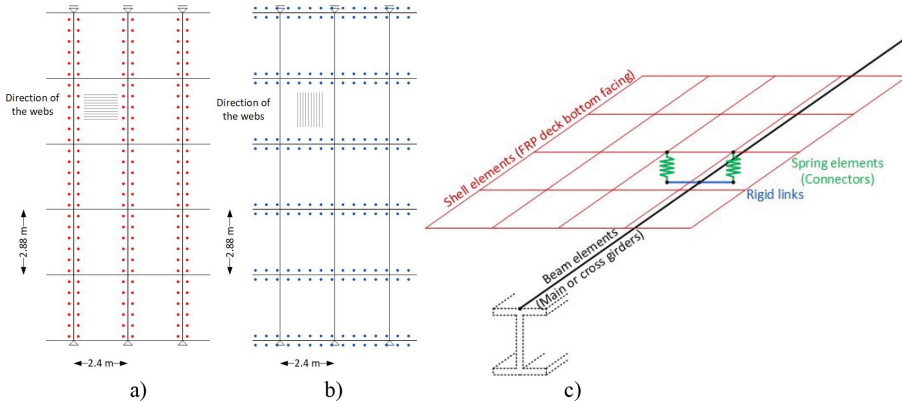 Direction of
the webs
2.88 m
2.4 m
a)
Direction of
the webs
2.88 m
2.4 m
b)
Shell elements (FRP deck bottom facing)
Spring elements
(Connectors)
Rigid links
Beam elements
(Main or cross girders)
c)